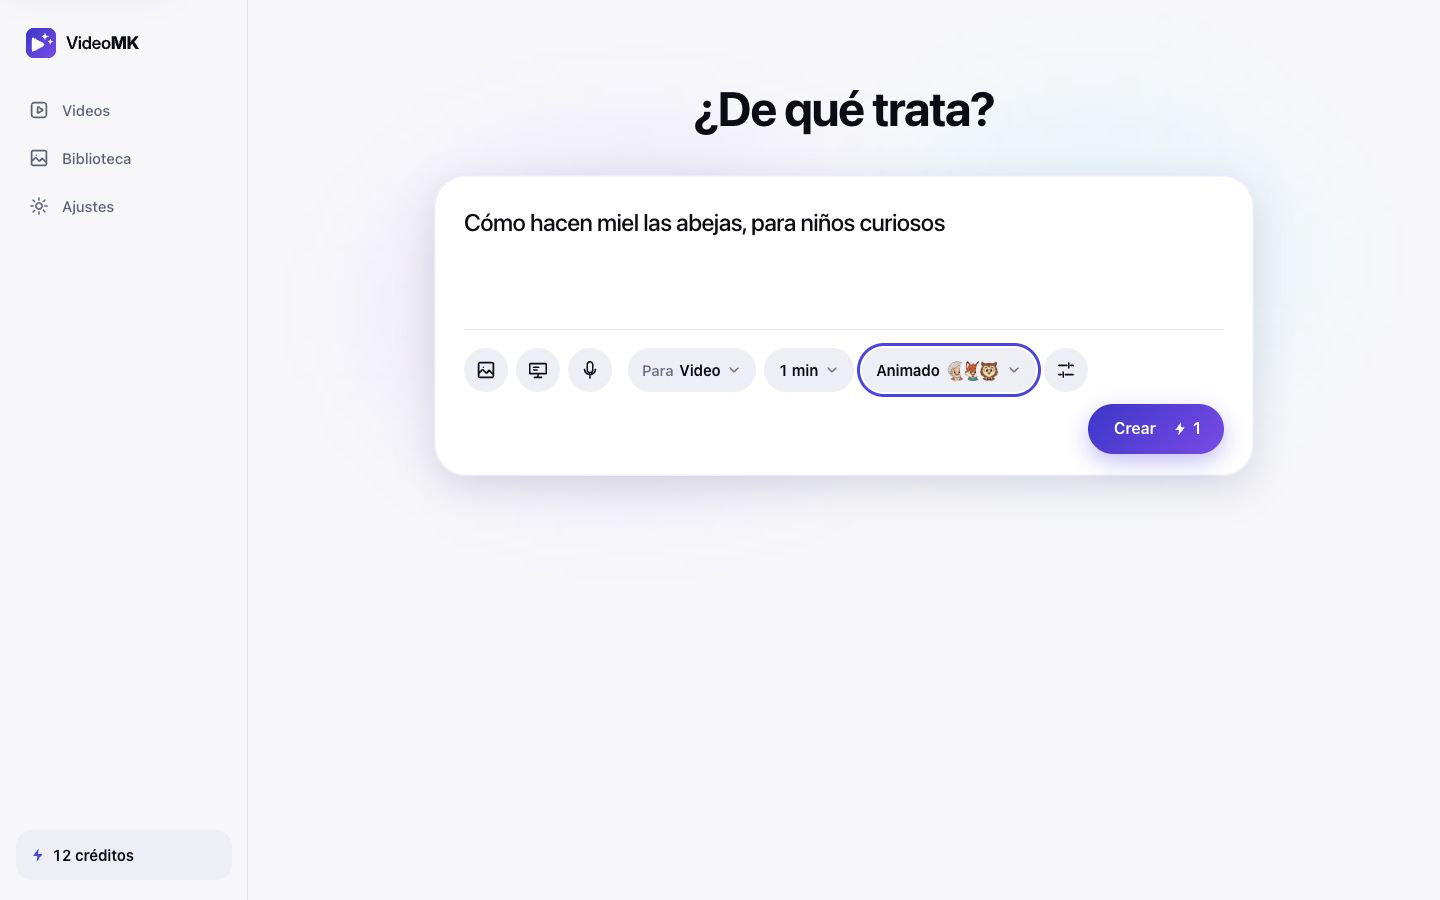 VideoMK
Videos
Biblioteca
Ajustes
12 créditos
¿De qué trata?
Cómo hacen miel las abejas, para niños curiosos
Para Video
1 min
Animado
Crear 1